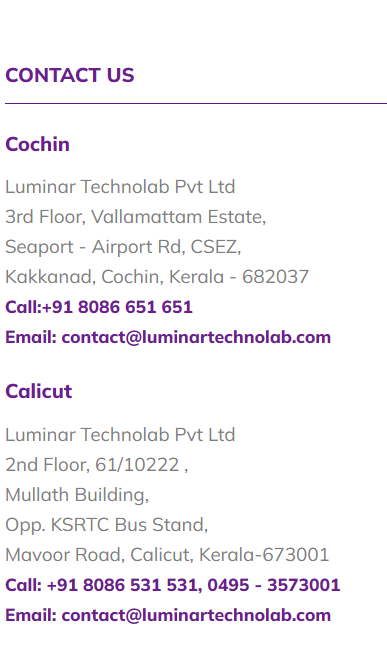 CONTACT US
Cochin
Luminar Technolab Pvt Ltd
3rd Floor, Vallamattam Estate,
Seaport - Airport Rd, CSEZ,
Kakkanad, Cochin, Kerala - 682037
Call:+91 8086 651 651
Email: contact@luminartechnolab.com
Calicut
Luminar Technolab Pvt Ltd
2nd Floor, 61/10222 ,
Mullath Building,
Opp. KSRTC Bus Stand,
Mavoor Road, Calicut, Kerala-673001
Call: +91 8086 531 531, 0495 - 3573001
Email: contact@luminartechnolab.com